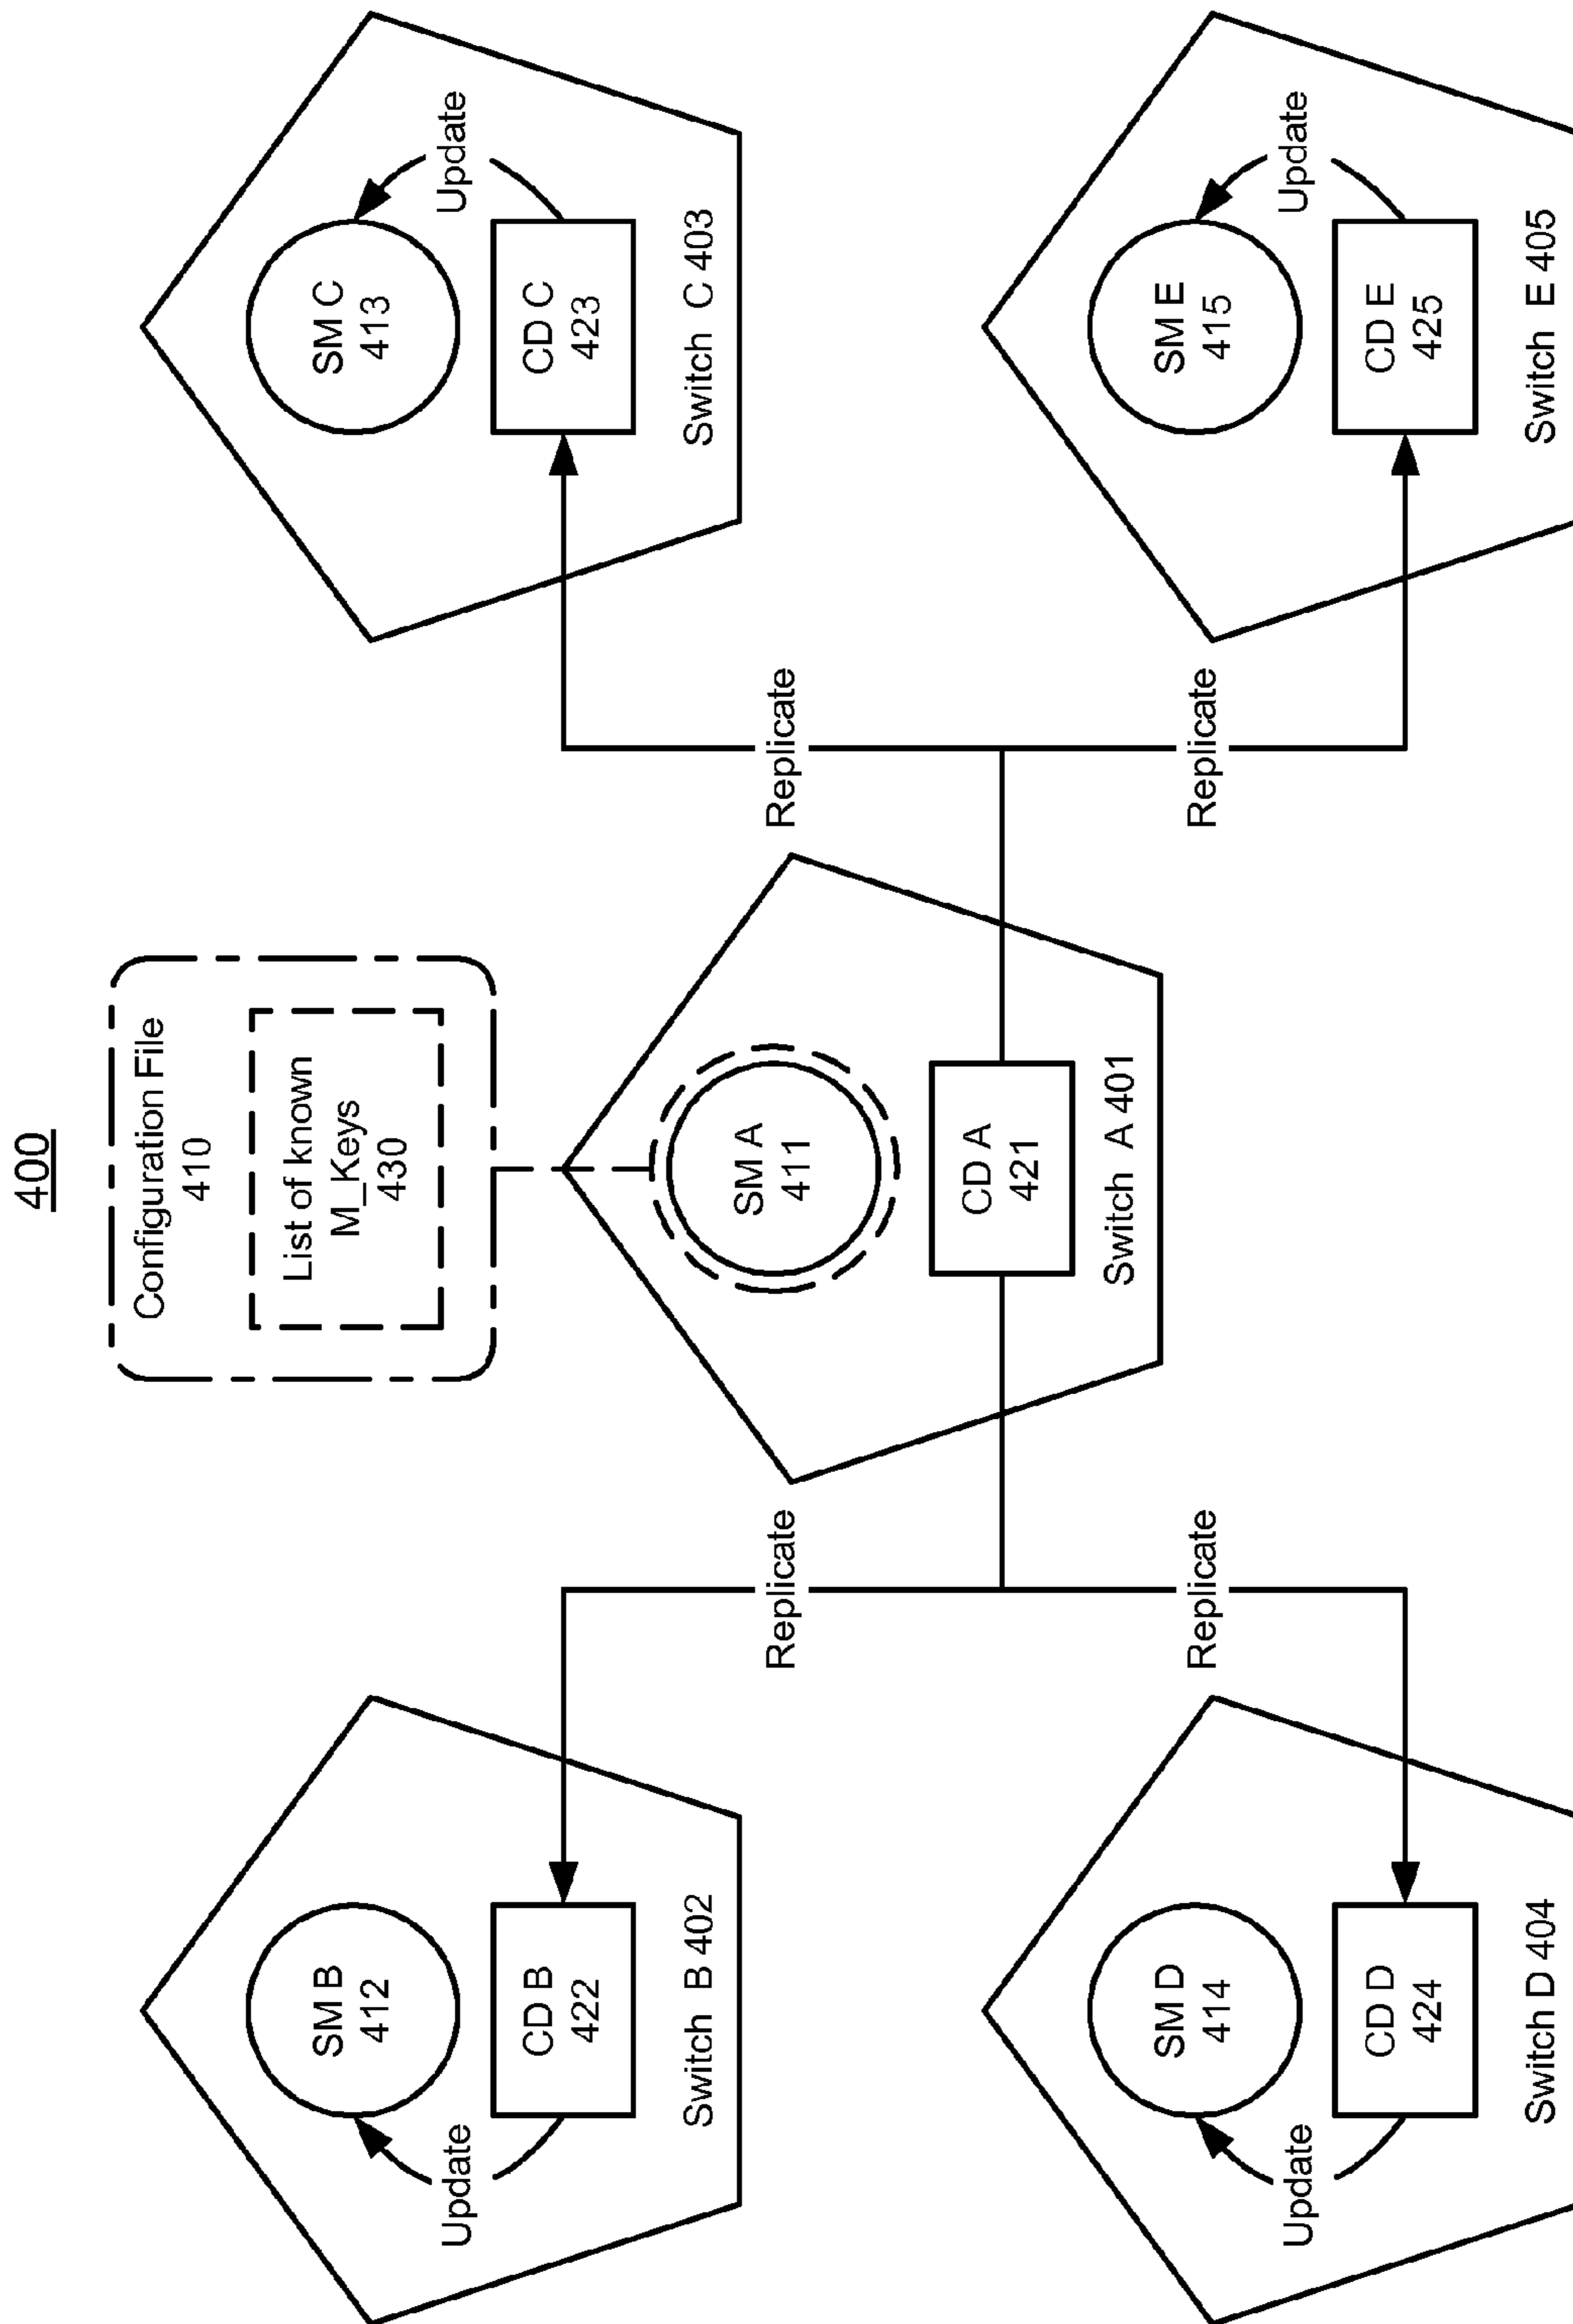 400
Configuration File
410
List of known
M_Keys
430
SM B
412
Update
CD B
422
Switch B 402
Replicate
SM A
411
CD A
421
Switch A 401
Replicate
SM C
413
Update
CD C
423
Switch C 403
SM D
414
Update
CD D
424
Switch D 404
Replicate
Replicate
SM E
415
Update
CD E
425
Switch E 405